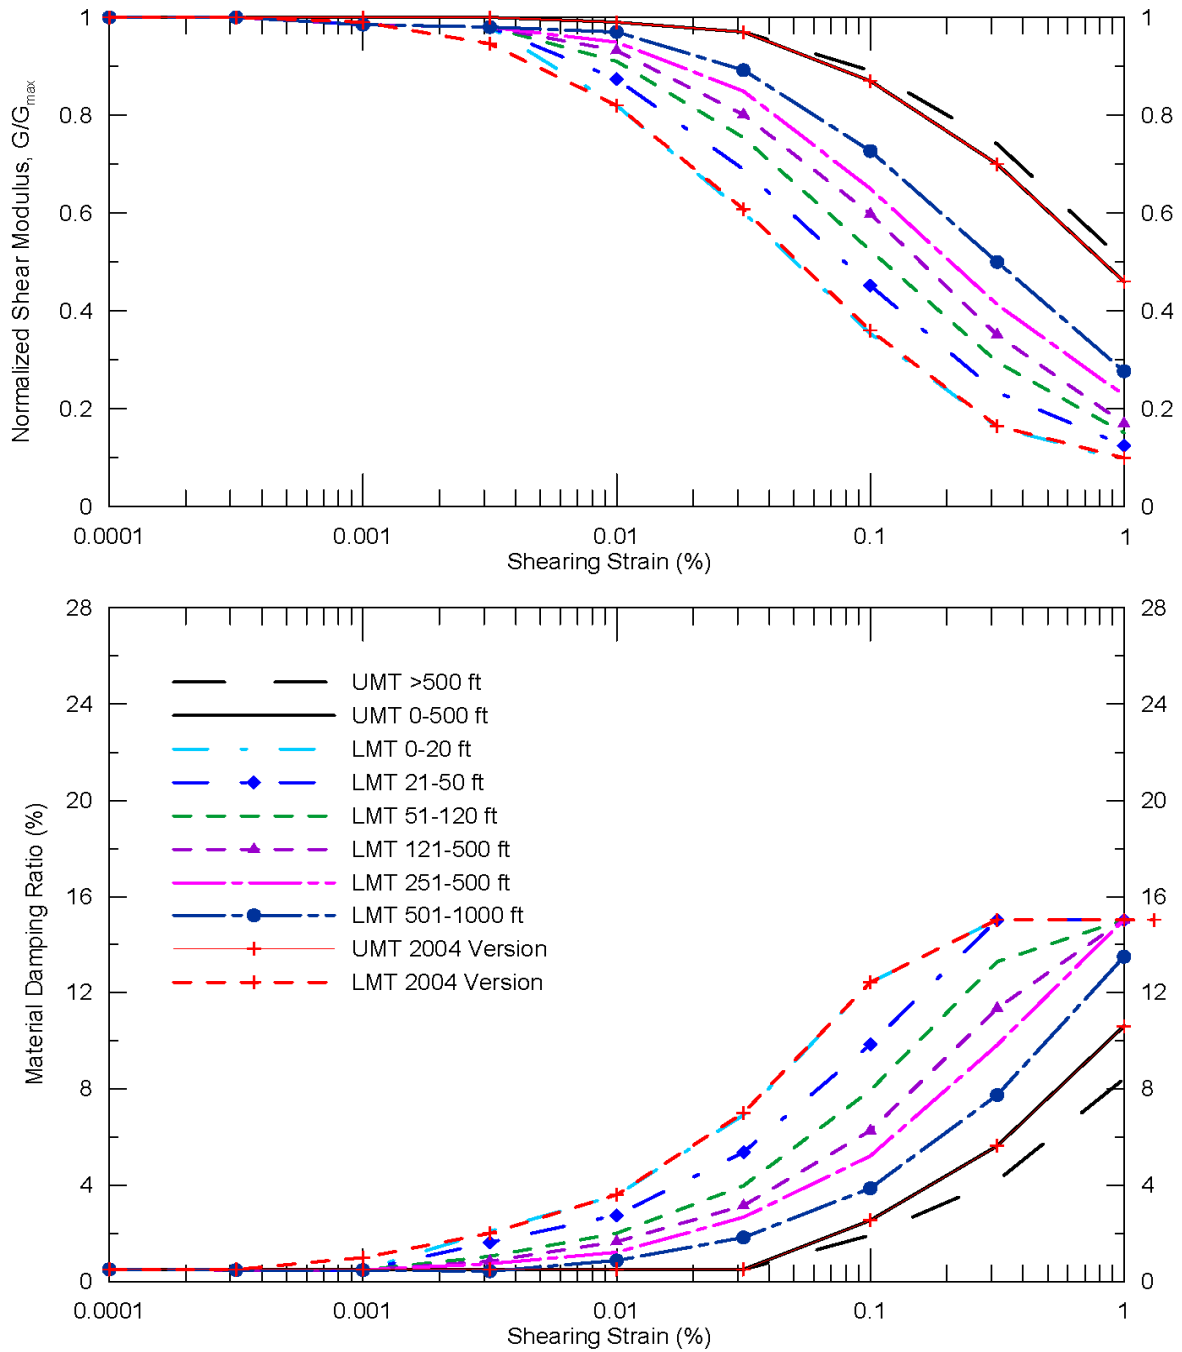 Normalized Shear Modulus, G/Gmax
1 1
0.8 0.8
0.6 0.6
0.4 0.4
0.2 0.2
0 0
0.0001 0.001 0.01 0.1 1
Shearing Strain (%)
Material Damping Ratio (%)
28 28
24 24
20 20
16 16
12 12
8 8
4 4
0 0
UMT >500 ft
UMT 0-500 ft
LMT 0-20 ft
LMT 21-50 ft
LMT 51-120 ft
LMT 121-500 ft
LMT 251-500 ft
LMT 501-1000 ft
UMT 2004 Version
LMT 2004 Version
0.0001 0.001 0.01 0.1 1
Shearing Strain (%)